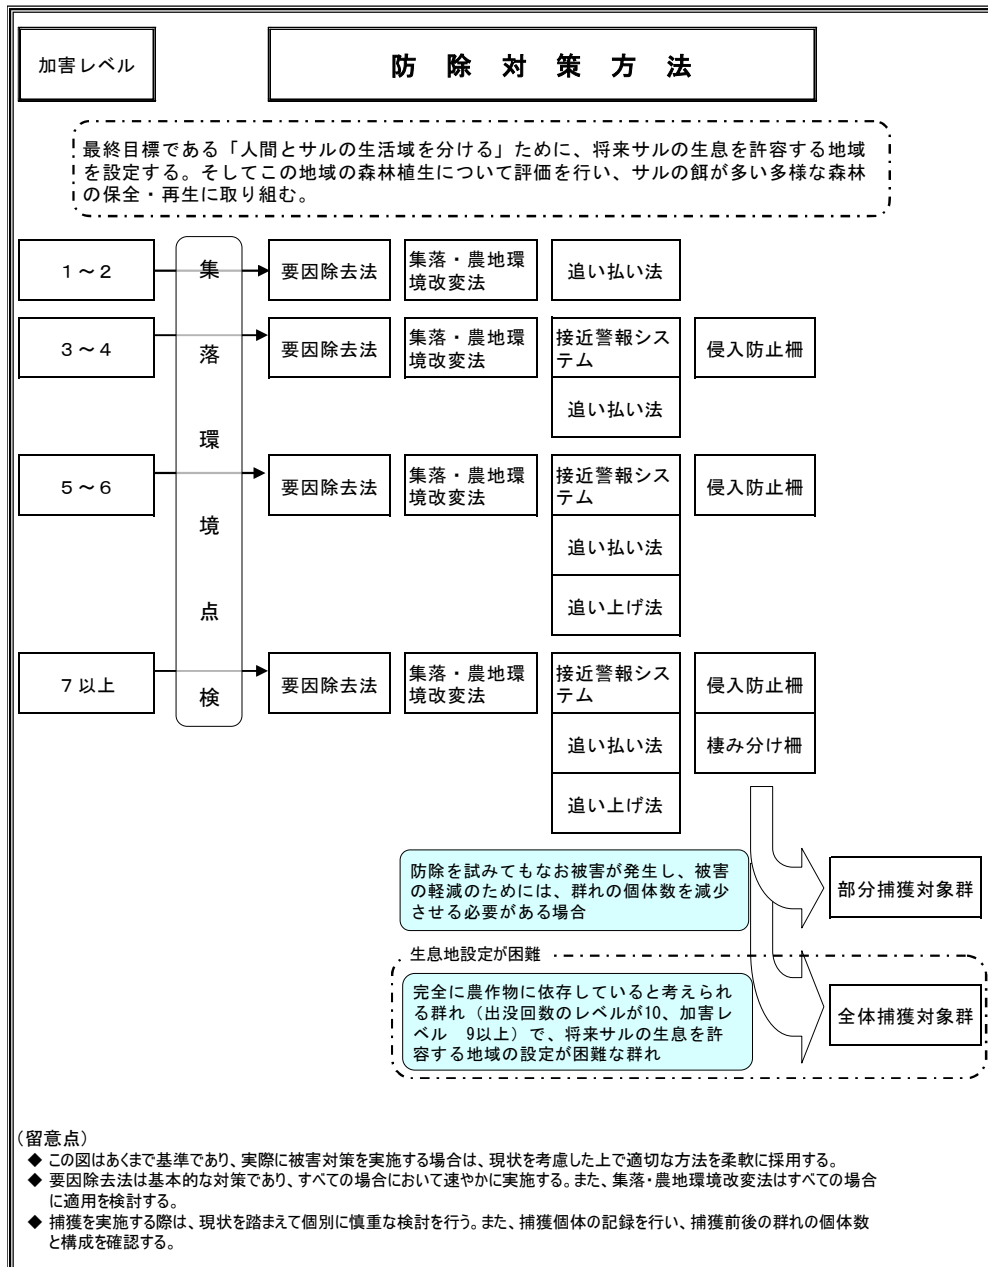 加害レベル
防 除 対 策 方 法
最終目標である「人間とサルの生活域を分ける」ために、将来サルの生息を許容する地域
を設定する。そしてこの地域の森林植生について評価を行い、サルの餌が多い多様な森林
の保全・再生に取り組む。
集
落
環
境
点
検
1～2
要因除去法
集落・農地環
境改変法
追い払い法
3～4
要因除去法
集落・農地環
境改変法
接近警報シス
テム
侵入防止柵
追い払い法
5～6
要因除去法
集落・農地環
境改変法
接近警報シス
テム
侵入防止柵
追い払い法
追い上げ法
7以上
要因除去法
集落・農地環
境改変法
接近警報シス
テム
侵入防止柵
追い払い法
棲み分け柵
追い上げ法
防除を試みてもなお被害が発生し、被害
の軽減のためには、群れの個体数を減少
させる必要がある場合
部分捕獲対象群
生息地設定が困難
完全に農作物に依存していると考えられ
る群れ（出没回数のレベルが10、加害レ
ベル　9以上）で、将来サルの生息を許
容する地域の設定が困難な群れ
全体捕獲対象群
（留意点）
◆ この図はあくまで基準であり、実際に被害対策を実施する場合は、現状を考慮した上で適切な方法を柔軟に採用する。
◆ 要因除去法は基本的な対策であり、すべての場合において速やかに実施する。また、集落・農地環境改変法はすべての場合
に適用を検討する。
◆ 捕獲を実施する際は、現状を踏まえて個別に慎重な検討を行う。また、捕獲個体の記録を行い、捕獲前後の群れの個体数
と構成を確認する。